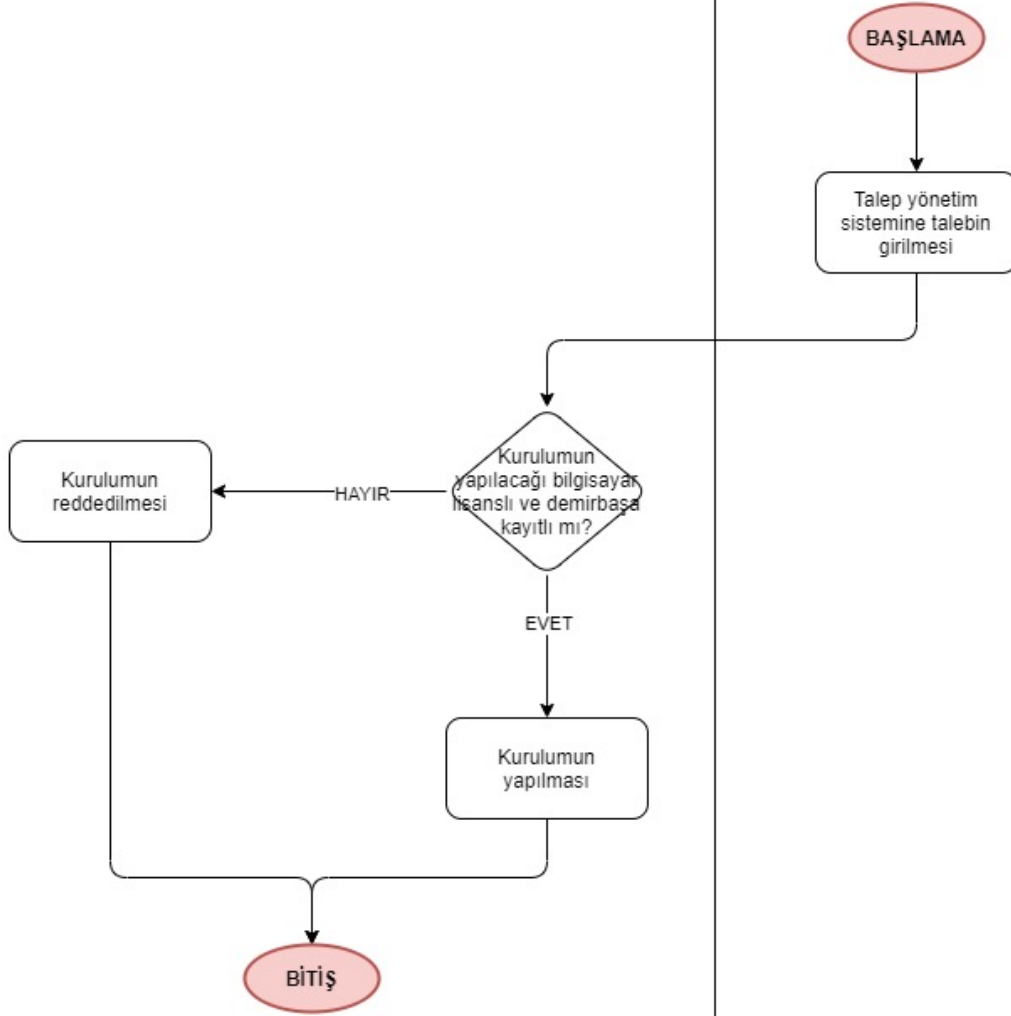 BAŞLAMA
Talep yönetim
sistemine talebin
girilmesi
Kurulumun
yapılacağı bilgisayar
lisanslı ve demirbaşa
kayıtlı mı?
HAYIR
Kurulumun
reddedilmesi
EVET
Kurulumun
yapılması
BİTİŞ